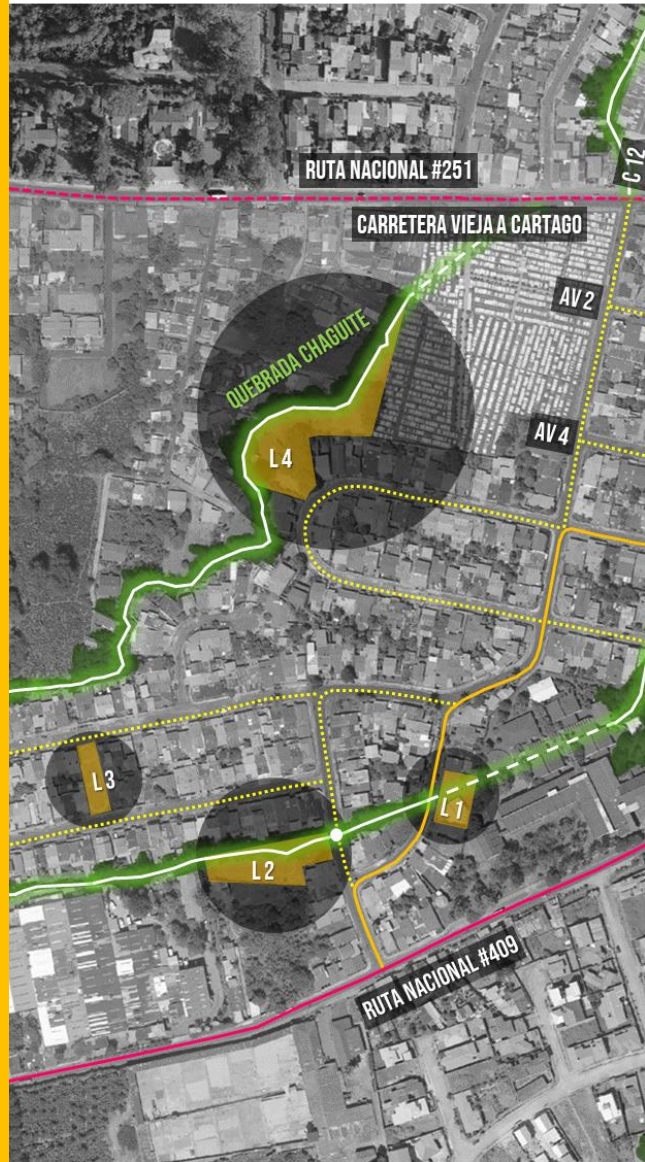 RUTA NACIONAL #251
C 12
CARRETERA VIEJA A CARTAGO
AV 2
QUEBRADA CHAGUITE
AV 4
L 4
L 3
L 1
L 2
RUTA NACIONAL #409